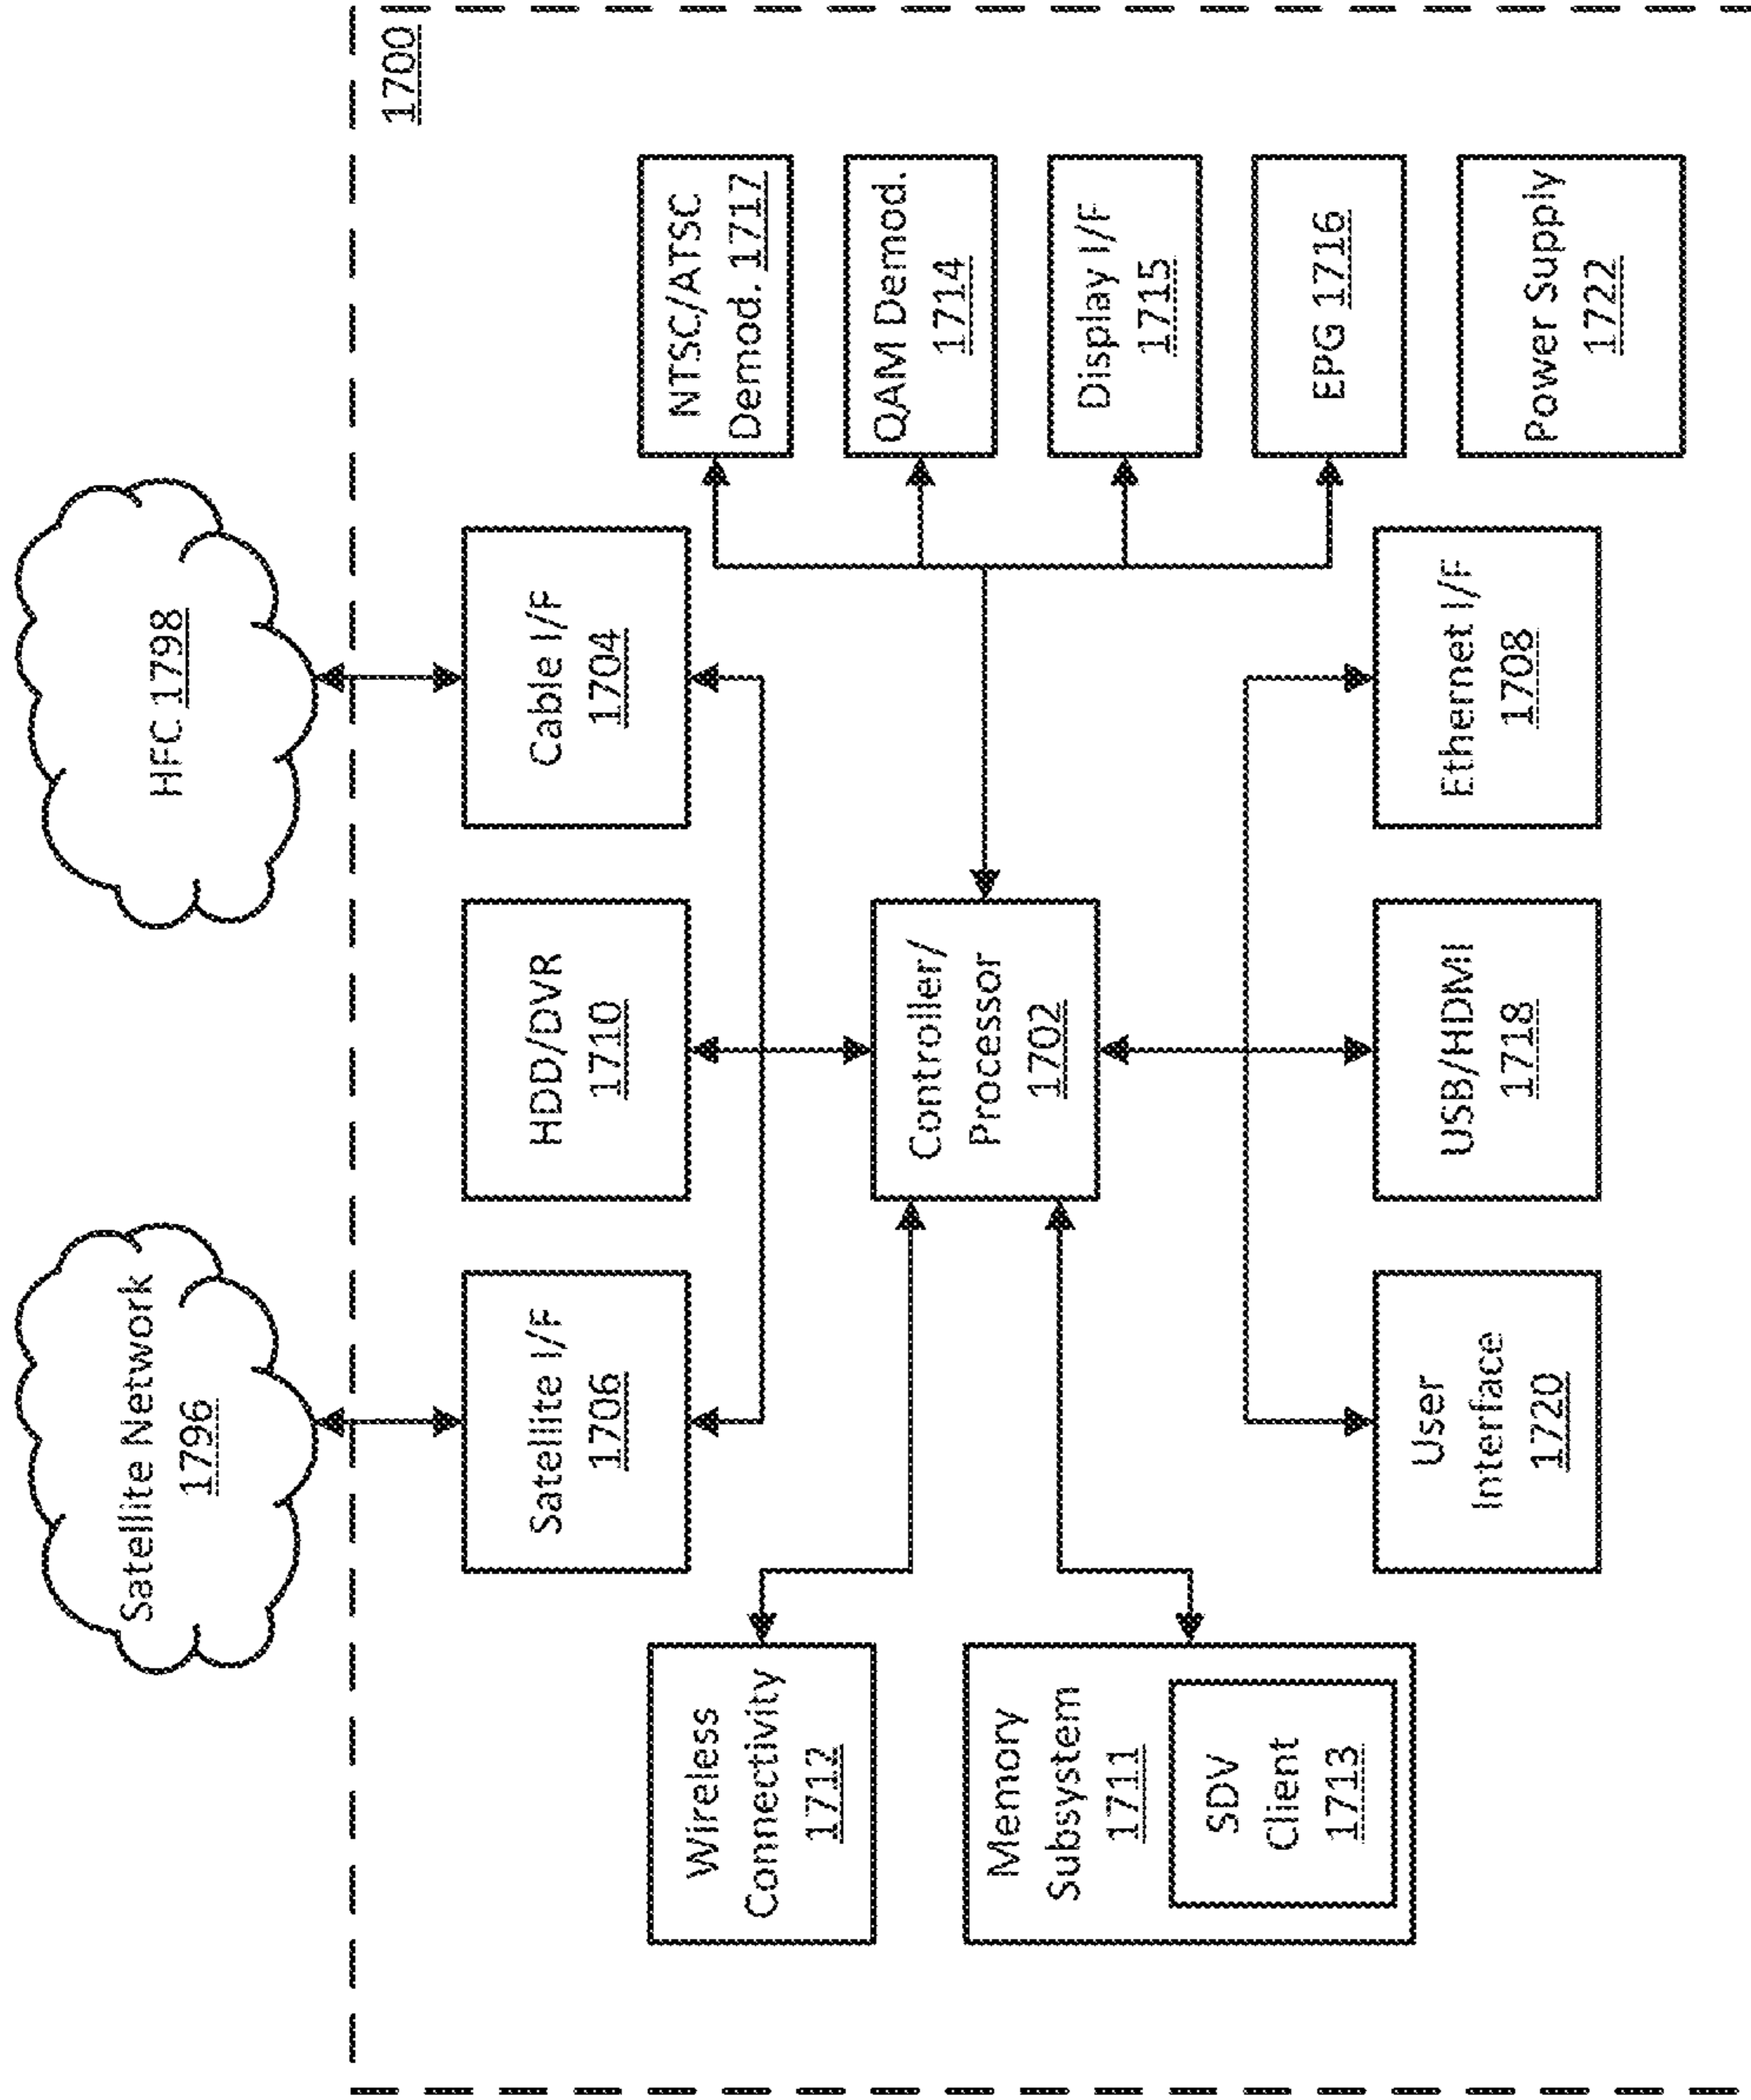 Satellite Network
1796
HFC 1798
1700
Satellite I/F
1706
HDD/DVR
1710
Cable I/F
1704
Wireless
Connectivity
1712
Memory
Subsystem
1711
SDV
Client
1713
Controller/
Processor
1702
NTSC/ATSC
Demod. 1717
QAM Demod.
1714
Display I/F
1715
EPG 1716
Power Supply
1722
User
Interface
1720
USB/HDMI
1718
Ethernet I/F
1708